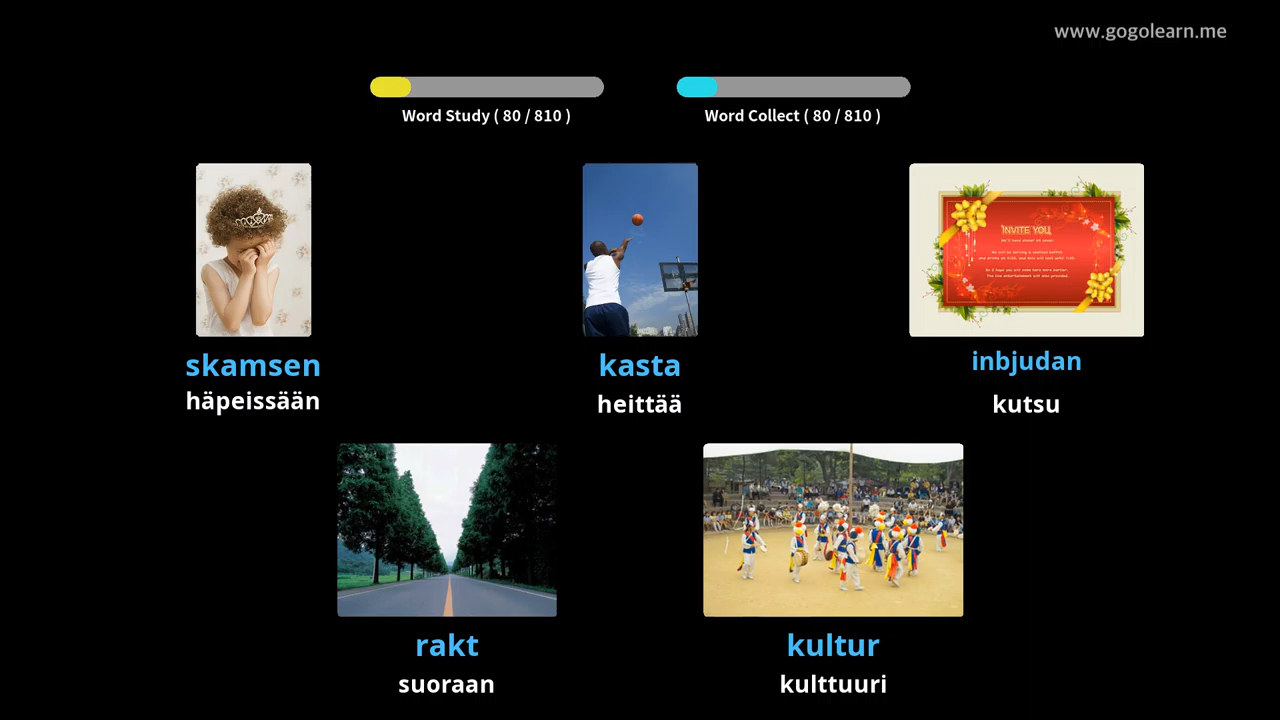 www.gogolearn.me
Word Study ( 80 / 810 )
Word Collect ( 80 / 810 )
INVITE YOU
skamsen
häpeissään
kasta
heittää
inbjudan
kutsu
rakt
suoraan
kultur
kulttuuri